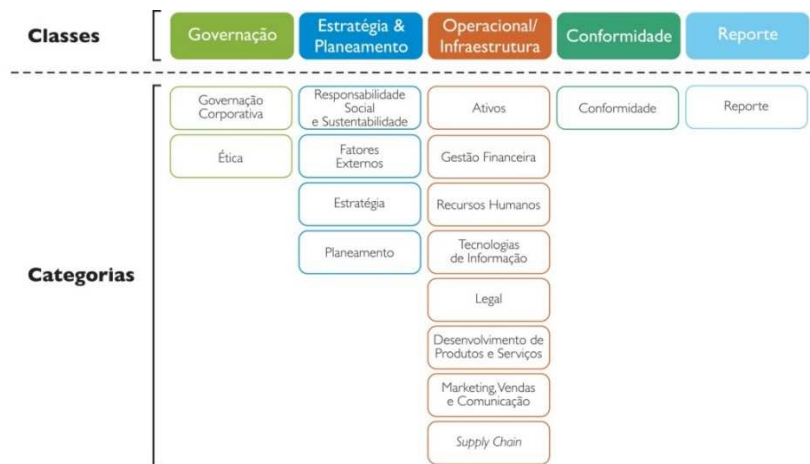 Classes
Governação
Estratégia &
Planeamento
Operacional/
Infraestrutura
Conformidade
Reporte
Categorias
Governação
Corporativa
Ética
Responsabilidade
Social
e Sustentabilidade
Fatores
Externos
Estratégia
Planeamento
Ativos
Gestão Financeira
Recursos Humanos
Tecnologias
de Informação
Legal
Desenvolvimento de
Produtos e Serviços
Marketing, Vendas
e Comunicação
Supply Chain
Conformidade
Reporte